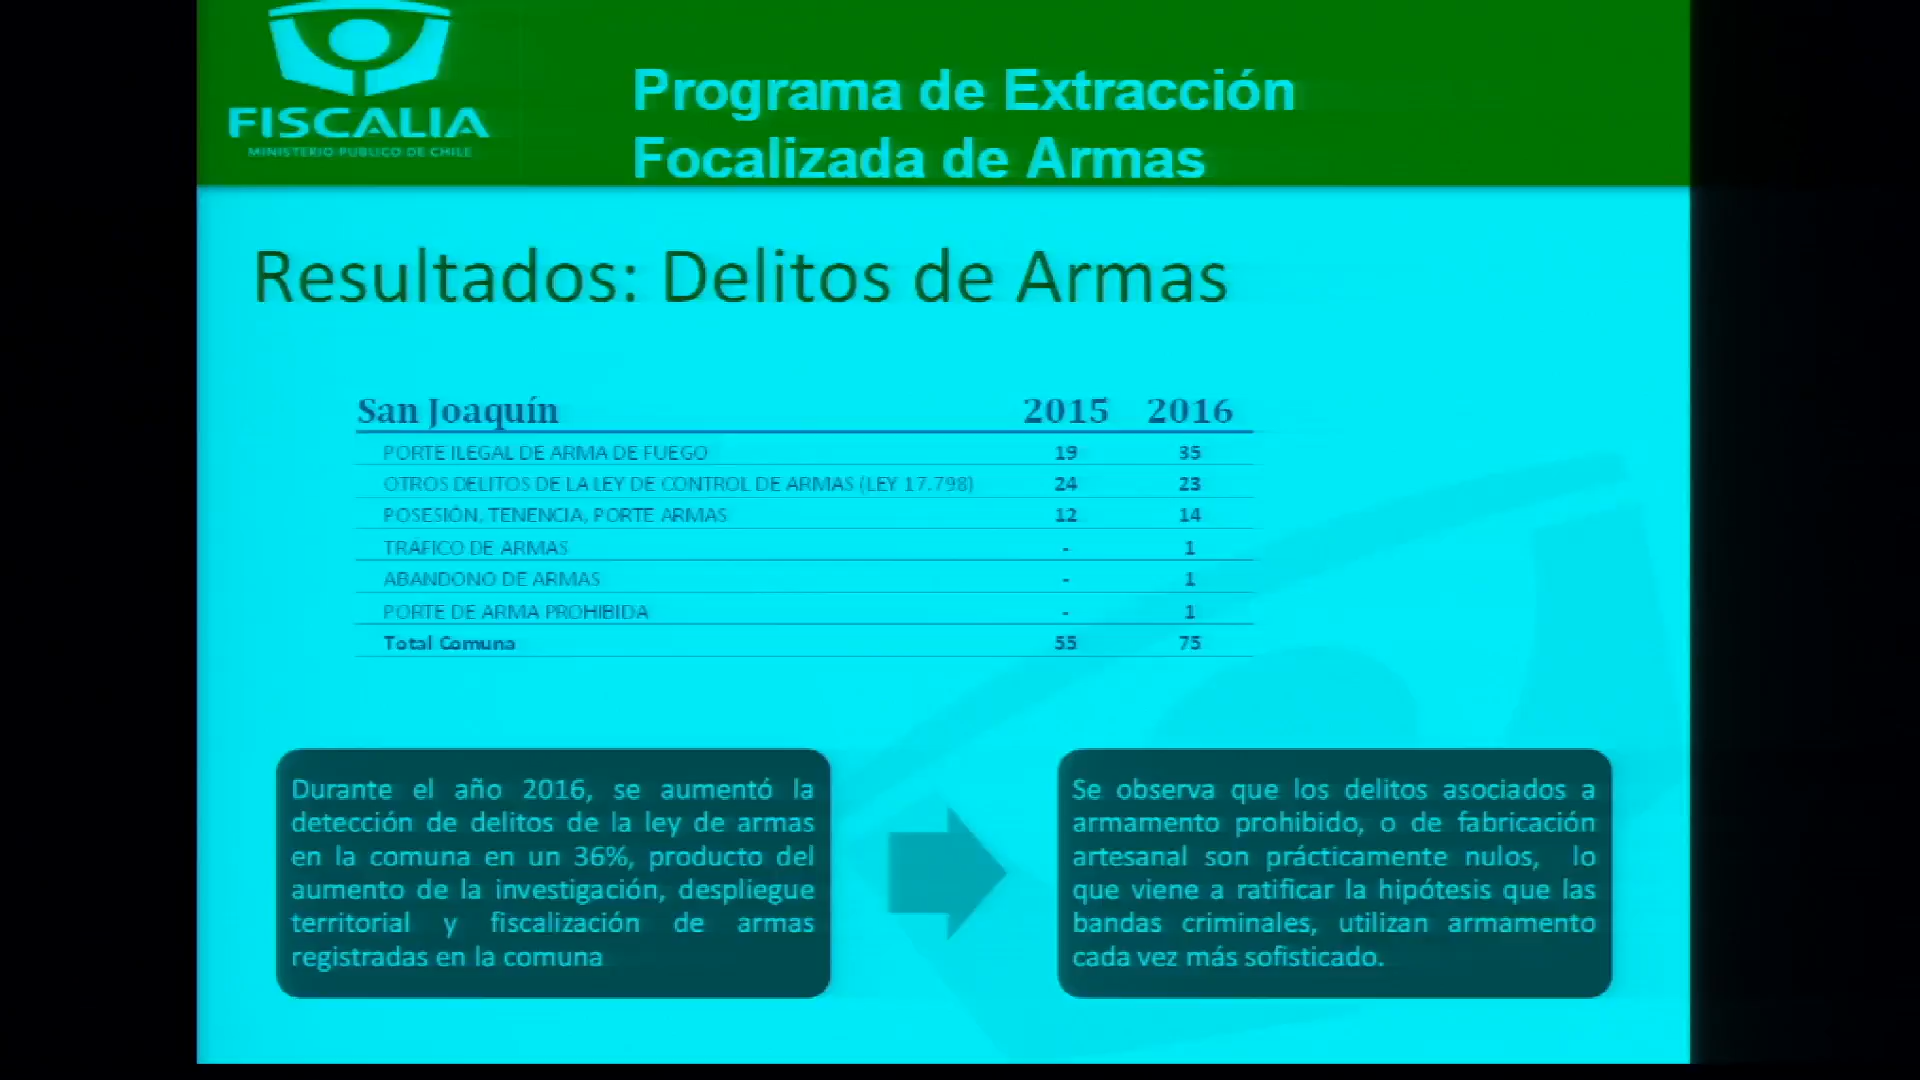 FISCALIA
MINISTERIO PUBLICO DE CHILE
Programa de Extracción
Focalizada de Armas
Resultados: Delitos de Armas
San Joaquín 2015 2016
PORTE ILEGAL DE ARMA DE FUEGO 19 35
OTROS DELITOS DE LA LEY DE CONTROL DE ARMAS (LEY 17.798) 24 23
POSESIÓN, TENENCIA, PORTE ARMAS 12 14
TRAFICO DE ARMAS - 1
ABANDONO DE ARMAS - 1
PORTE DE ARMA PROHIBIDA - 1
Total Comuna 55 75
Durante el año 2016, se aumentó la
detección de delitos de la ley de armas
en la comuna en un 36%, producto del
aumento de la investigación, despliegue
territorial y fiscalización de armas
registradas en la comuna
Se observa que los delitos asociados a
armamento prohibido, o de fabricación
artesanal son prácticamente nulos, lo
que viene a ratificar la hipótesis que las
bandas criminales, utilizan armamento
cada vez más sofisticado.